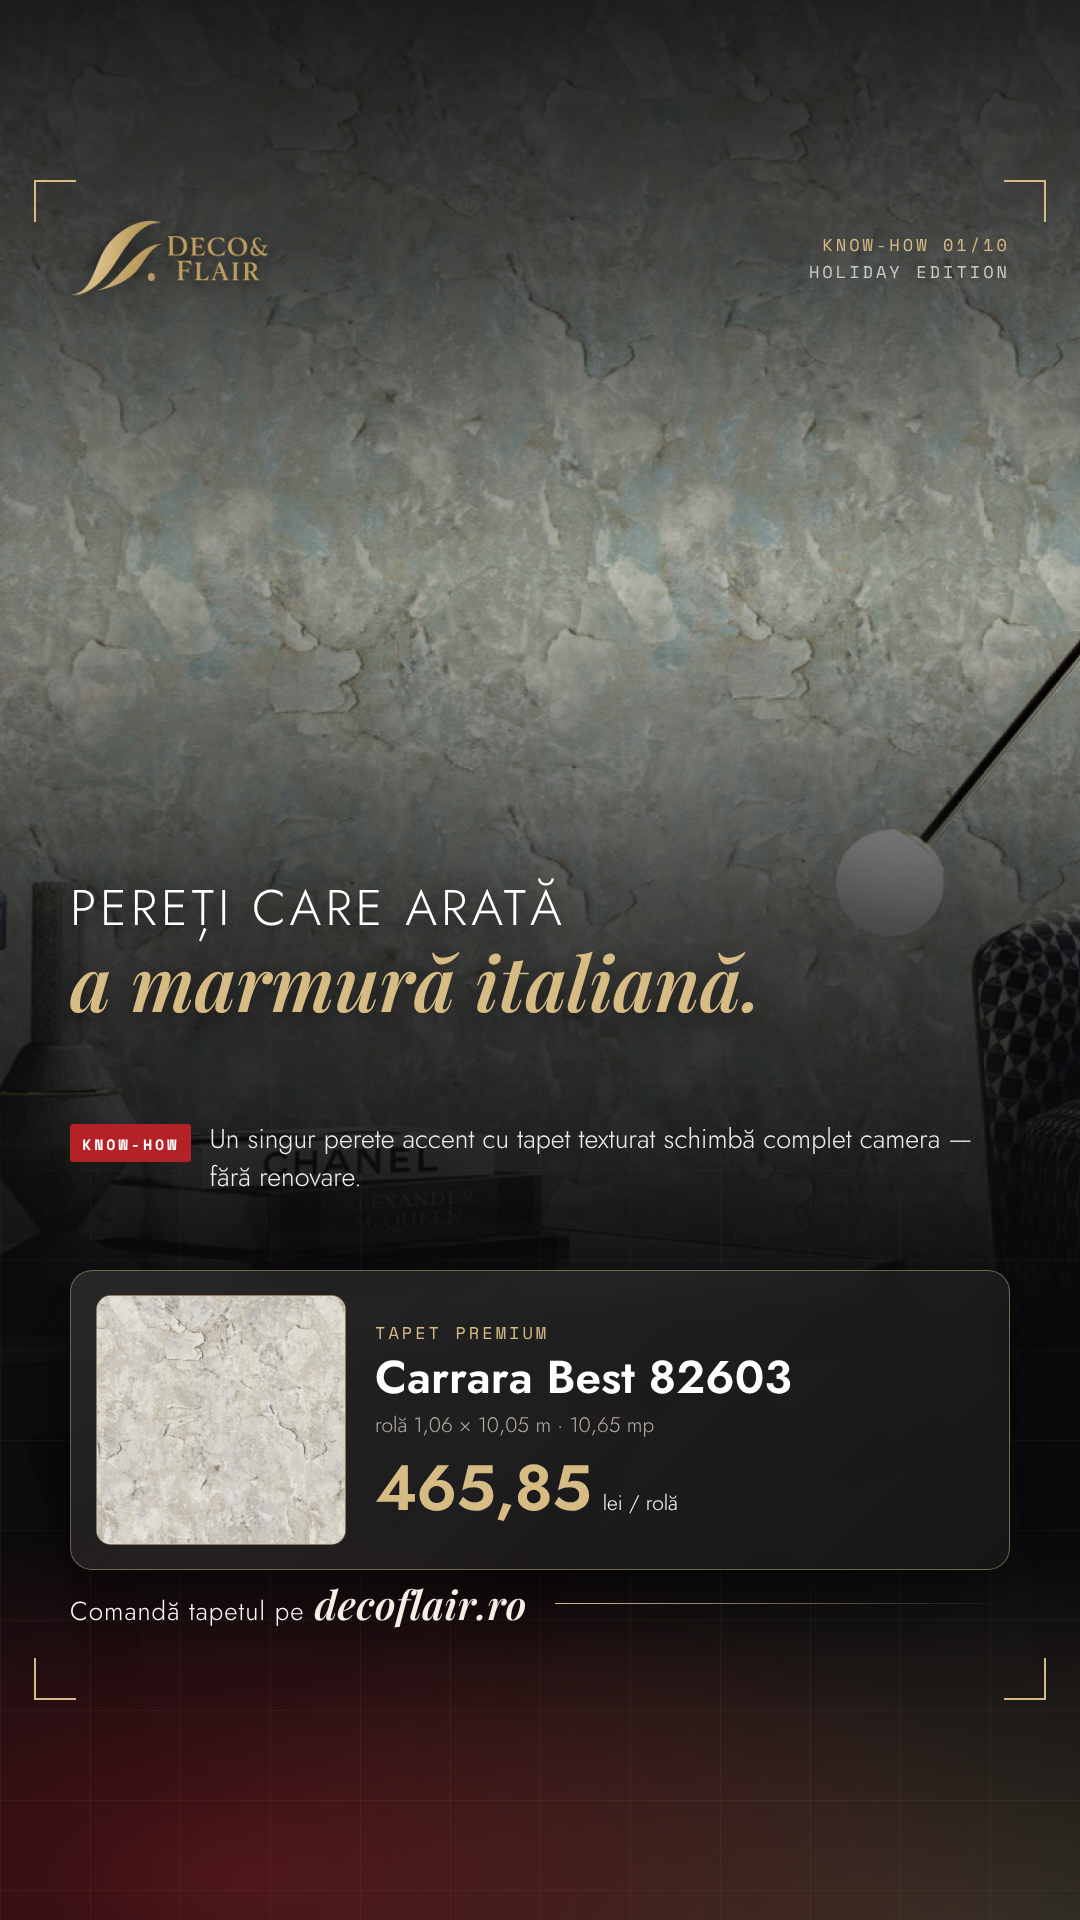 DECO&
FLAIR
KNOW-HOW 01/10
HOLIDAY EDITION
PEREȚI CARE ARATĂ
a marmură italiană.
KNOW-HOW
Un singur perete accent cu tapet texturat schimbă complet camera —
fără renovare.
CHANEL
ALEXANDER
McQUEEN
TAPET PREMIUM
Carrara Best 82603
rolă 1,06 × 10,05 m · 10,65 mp
465,85 lei / rolă
Comandă tapetul pe decoflair.ro